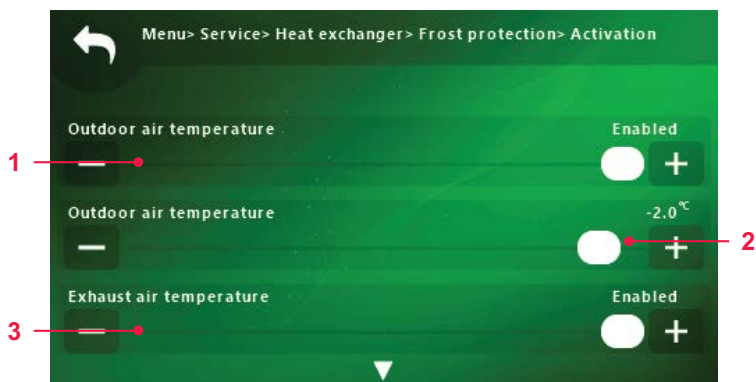 Menu> Service> Heat exchanger> Frost protection> Activation
Outdoor air temperature Enabled
1 − +
Outdoor air temperature -2.0°C
− + 2
Exhaust air temperature Enabled
3 − +